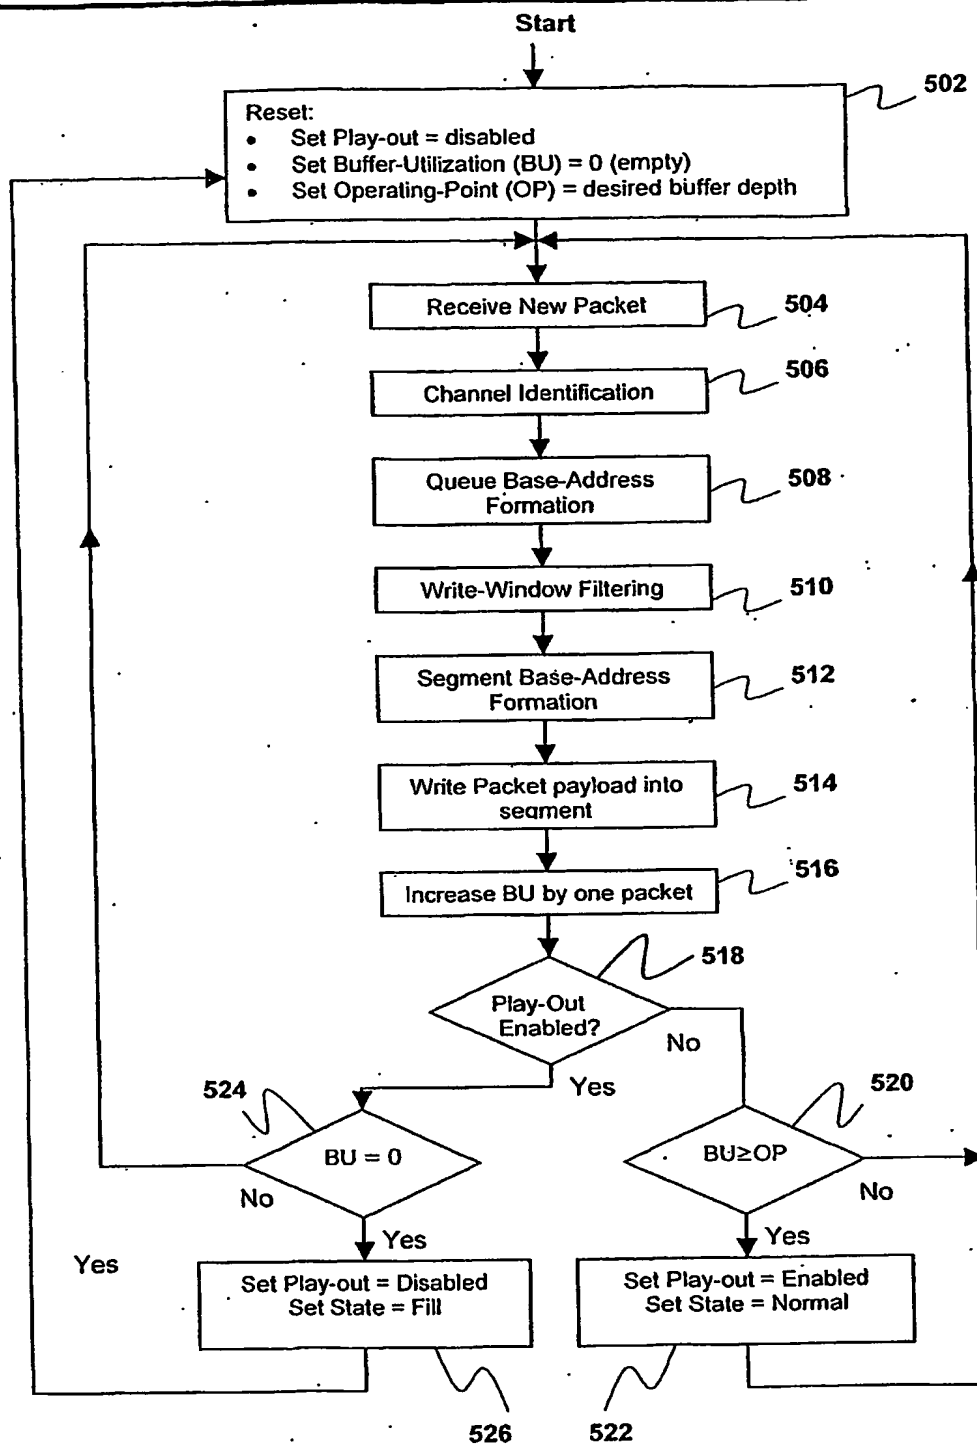 Start
502
Reset:
• Set Play-out = disabled
• Set Buffer-Utilization (BU) = 0 (empty)
• Set Operating-Point (OP) = desired buffer depth
Receive New Packet
504
Channel Identification
506
Queue Base-Address
Formation
508
Write-Window Filtering
510
Segment Base-Address
Formation
512
Write Packet payload into
segment
514
Increase BU by one packet
516
518
Play-Out
Enabled?
No
Yes
524
BU = 0
No
Yes
520
BU≥OP
No
Yes
Yes
Set Play-out = Disabled
Set State = Fill
Set Play-out = Enabled
Set State = Normal
526
522